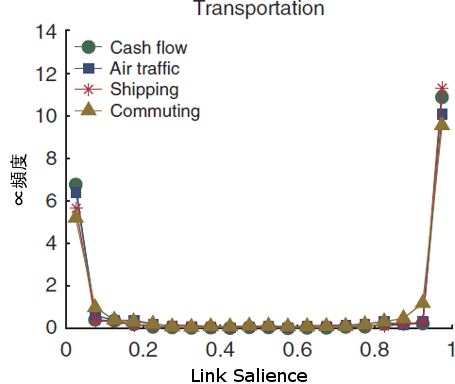 Transportation
14
12
10
8
6
4
2
0
Cash flow
Air traffic
Shipping
Commuting
∝頻度
0 0.2 0.4 0.6 0.8 1
Link Salience